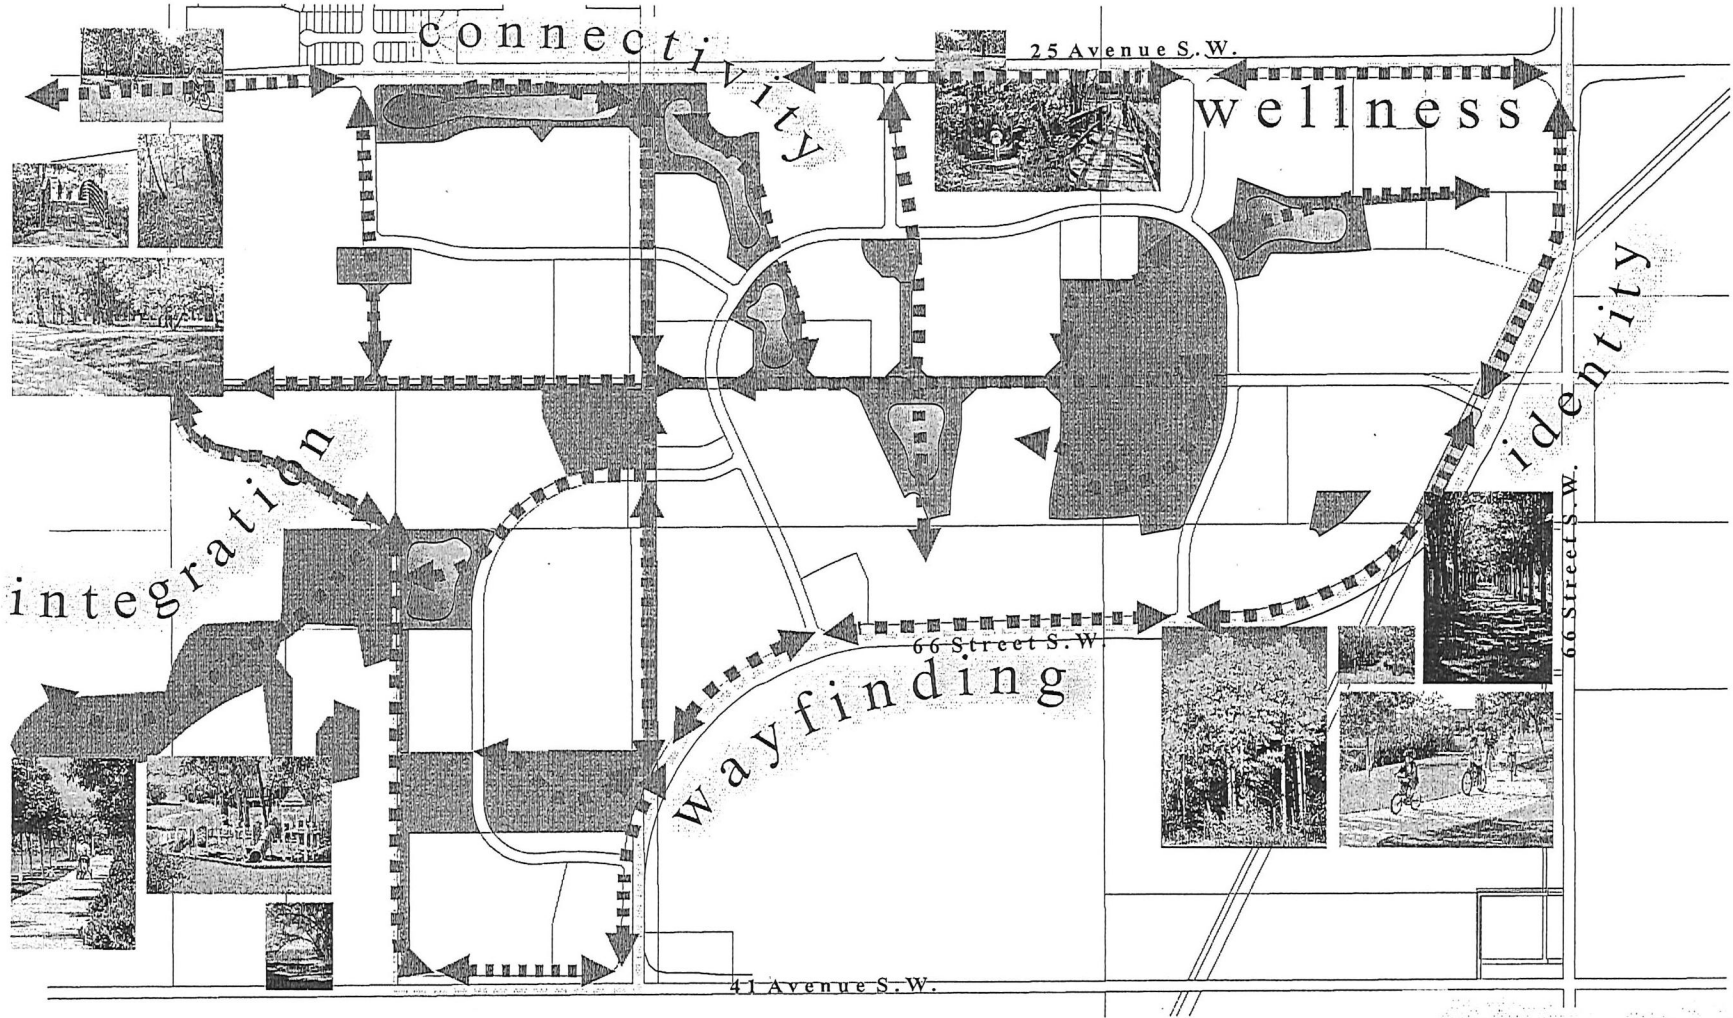 connectivity
25 Avenue S.W.
wellness
identity
integration
66 Street S.W.
66 Street S.W.
wayfinding
41 Avenue S.W.